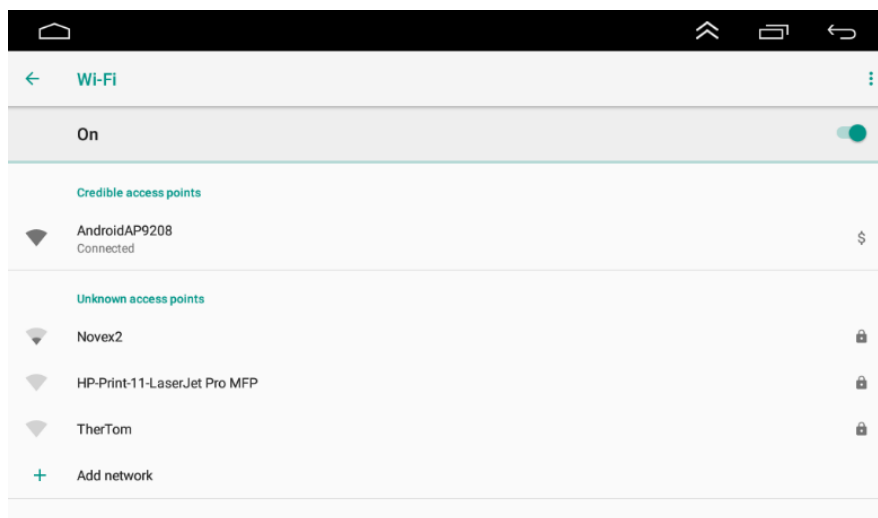 Wi-Fi
On
Credible access points
AndroidAP9208
Connected
$
Unknown access points
Novex2
HP-Print-11-LaserJet Pro MFP
TherTom
+ Add network